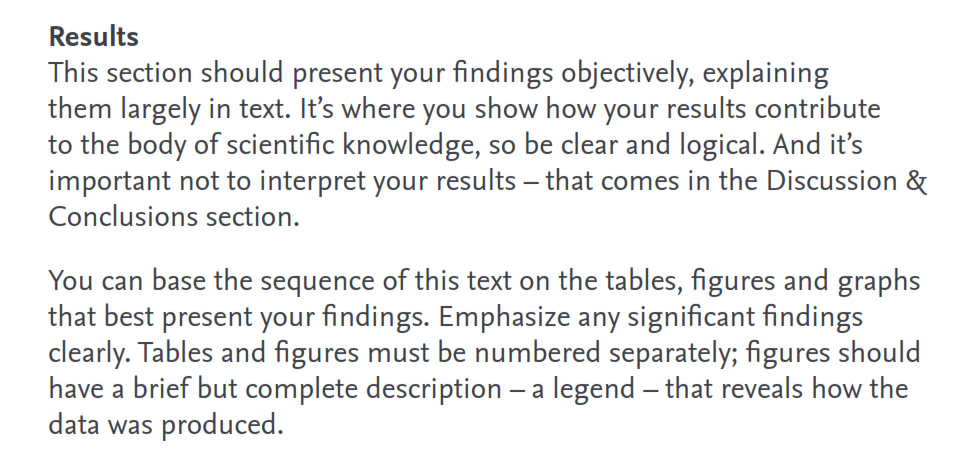 Results
This section should present your findings objectively, explaining
them largely in text. It’s where you show how your results contribute
to the body of scientific knowledge, so be clear and logical. And it’s
important not to interpret your results – that comes in the Discussion &
Conclusions section.
You can base the sequence of this text on the tables, figures and graphs
that best present your findings. Emphasize any significant findings
clearly. Tables and figures must be numbered separately; figures should
have a brief but complete description – a legend – that reveals how the
data was produced.